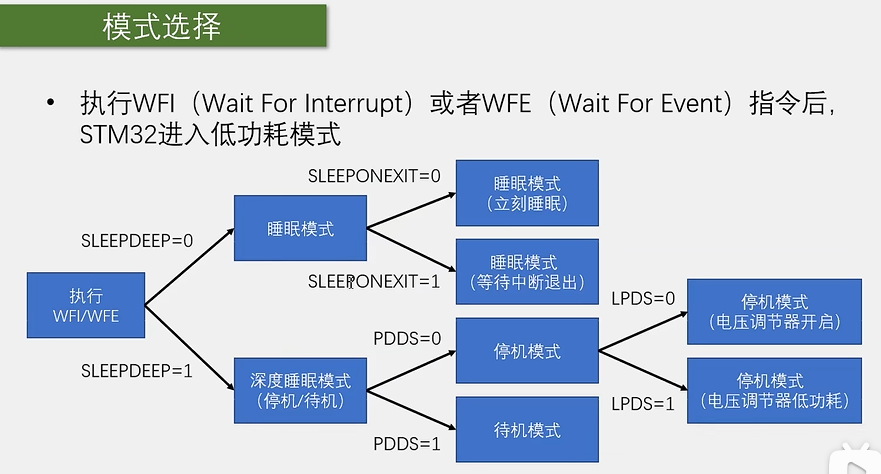 模式选择
• 执行WFI（Wait For Interrupt）或者WFE（Wait For Event）指令后，
STM32进入低功耗模式
SLEEPONEXIT=0
睡眠模式
（立刻睡眠）
睡眠模式
SLEEPDEEP=0
睡眠模式
（等待中断退出）
SLEEPONEXIT=1
执行
WFI/WFE
LPDS=0
停机模式
（电压调节器开启）
PDDS=0
停机模式
SLEEPDEEP=1
深度睡眠模式
（停机/待机）
停机模式
（电压调节器低功耗）
LPDS=1
待机模式
PDDS=1